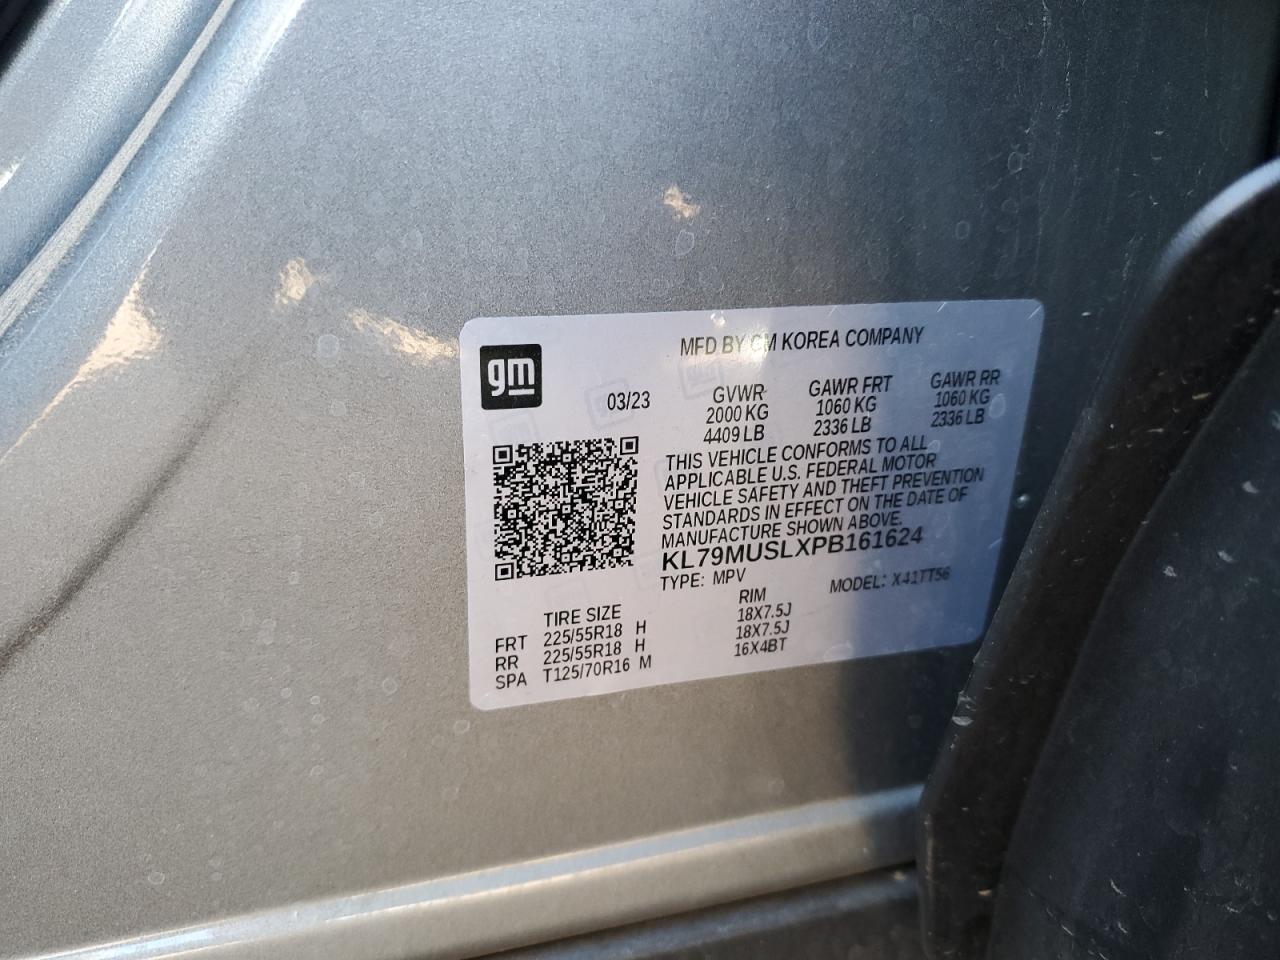 gm
MFD BY GM KOREA COMPANY
03/23
GVWR GAWR FRT GAWR RR
2000 KG 1060 KG 1060 KG
4409 LB 2336 LB 2336 LB
THIS VEHICLE CONFORMS TO ALL
APPLICABLE U.S. FEDERAL MOTOR
VEHICLE SAFETY AND THEFT PREVENTION
STANDARDS IN EFFECT ON THE DATE OF
MANUFACTURE SHOWN ABOVE.
KL79MUSLXPB161624
TYPE: MPV MODEL: X41TT56
TIRE SIZE RIM
FRT 225/55R18 H 18X7.5J
RR 225/55R18 H 18X7.5J
SPA T125/70R16 M 16X4BT